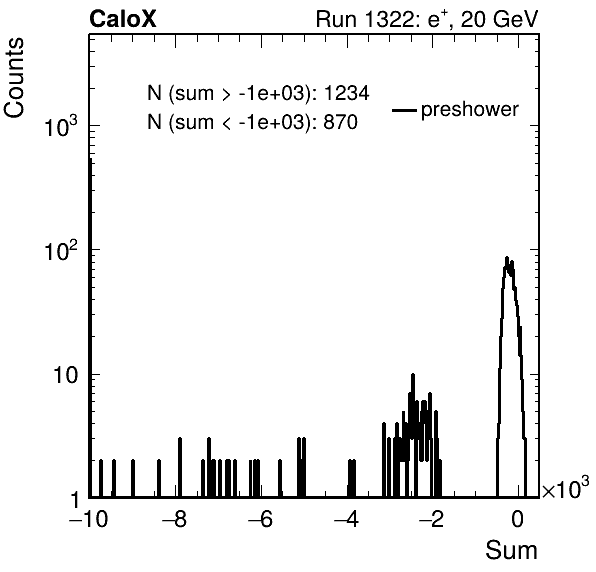 CaloX Run 1322: e⁺, 20 GeV
Counts
N (sum > -1e+03): 1234
N (sum < -1e+03): 870
preshower
10³
10²
10
1
−10 −8 −6 −4 −2 0 ×10³
Sum